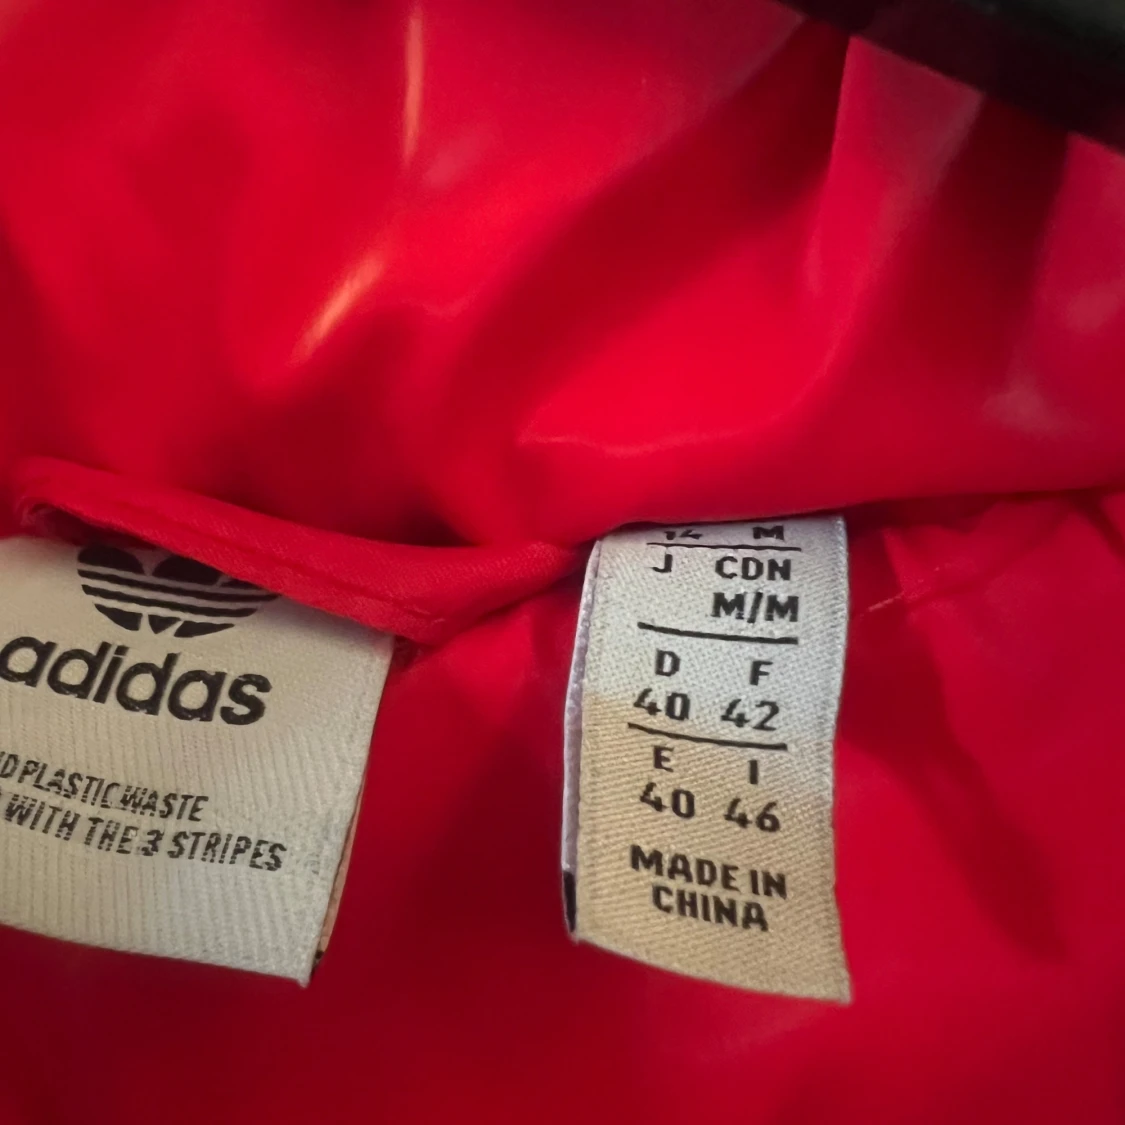 adidas
PLASTIC WASTE
WITH THE 3 STRIPES
M
J CDN
M/M
D F
40 42
E I
40 46
MADE IN
CHINA